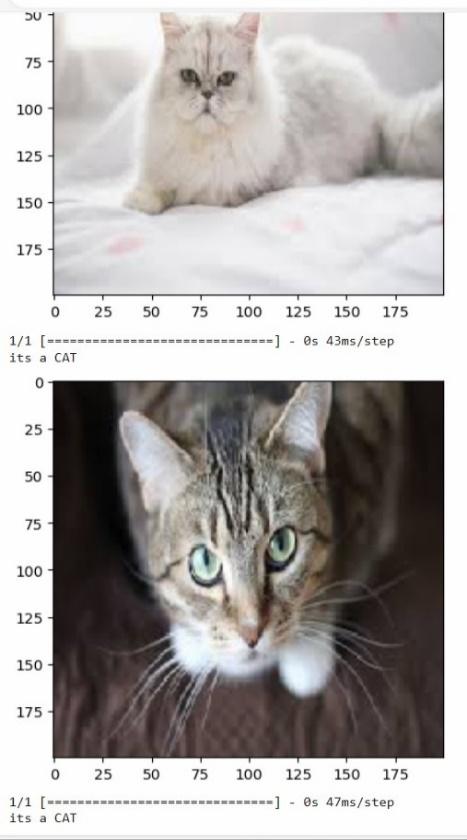 50
75
100
125
150
175
0 25 50 75 100 125 150 175
1/1 [==============================] - 0s 43ms/step
its a CAT
0
25
50
75
100
125
150
175
0 25 50 75 100 125 150 175
1/1 [==============================] - 0s 47ms/step
its a CAT